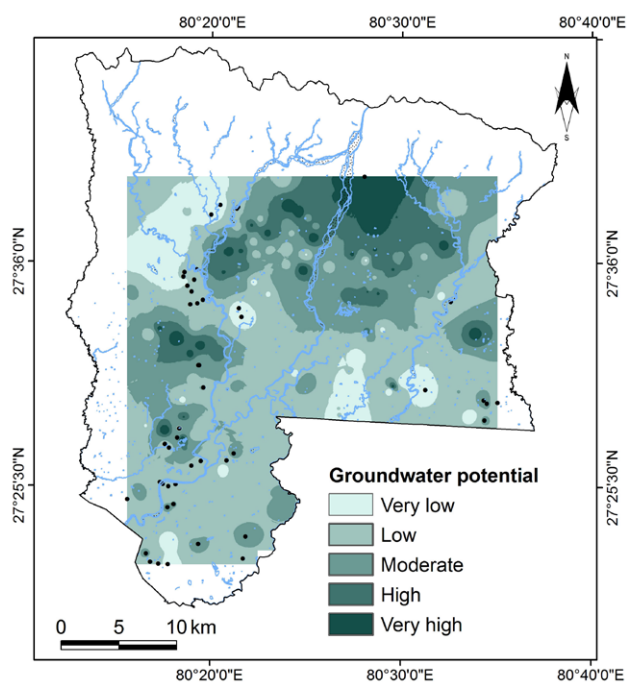 80°20'0"E 80°30'0"E 80°40'0"E
N
S
27°36'0"N
27°36'0"N
27°25'30"N
27°25'30"N
Groundwater potential
Very low
Low
Moderate
High
Very high
0 5 10 km
80°20'0"E 80°30'0"E 80°40'0"E